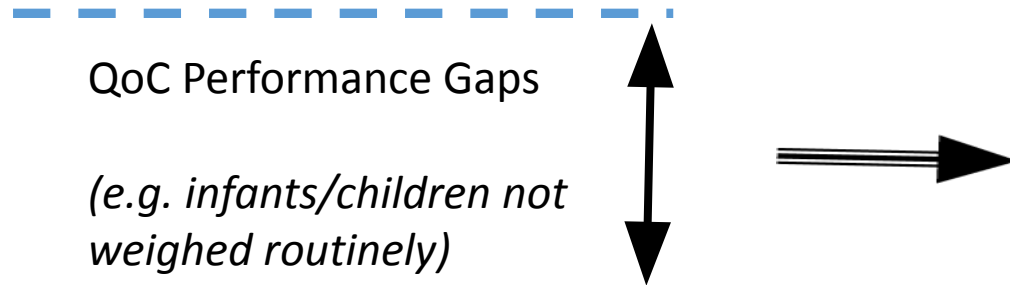 QoC Performance Gaps
(e.g. infants/children not
weighed routinely)